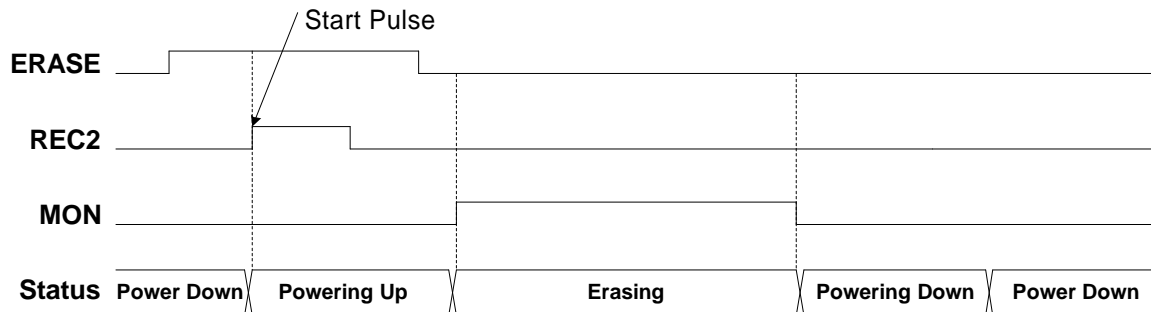 Start Pulse
ERASE
REC2
MON
Status Power Down Powering Up Erasing Powering Down Power Down